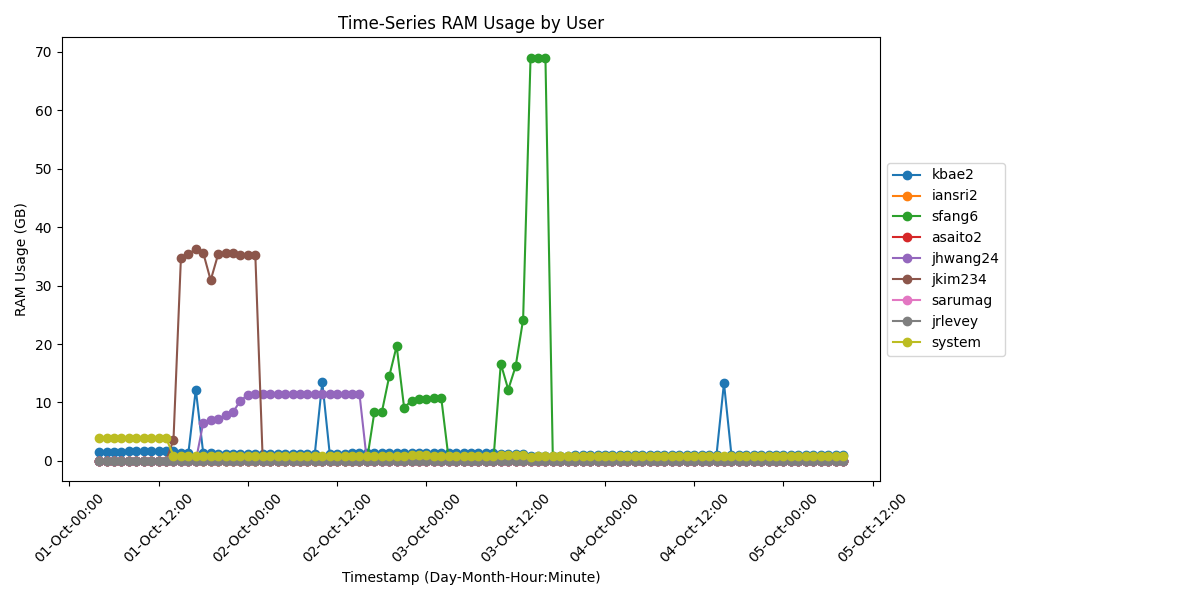 Time-Series RAM Usage by User
RAM Usage (GB)
70
60
50
40
30
20
10
0
01-Oct-00:00
01-Oct-12:00
02-Oct-00:00
02-Oct-12:00
03-Oct-00:00
03-Oct-12:00
04-Oct-00:00
04-Oct-12:00
05-Oct-00:00
05-Oct-12:00
Timestamp (Day-Month-Hour:Minute)
kbae2
iansri2
sfang6
asaito2
jhwang24
jkim234
sarumag
jrlevey
system